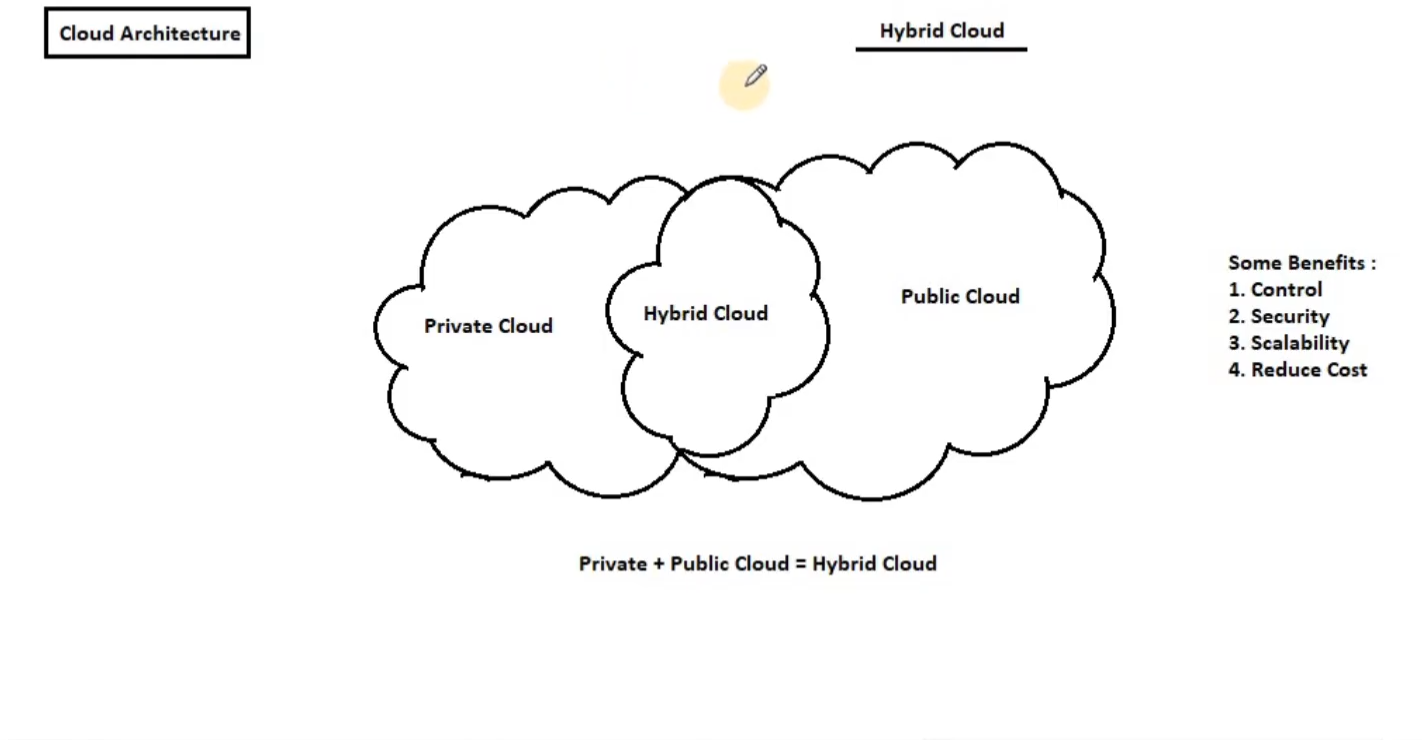 Cloud Architecture
Hybrid Cloud
Private Cloud
Hybrid Cloud
Public Cloud
Some Benefits :
1. Control
2. Security
3. Scalability
4. Reduce Cost
Private + Public Cloud = Hybrid Cloud